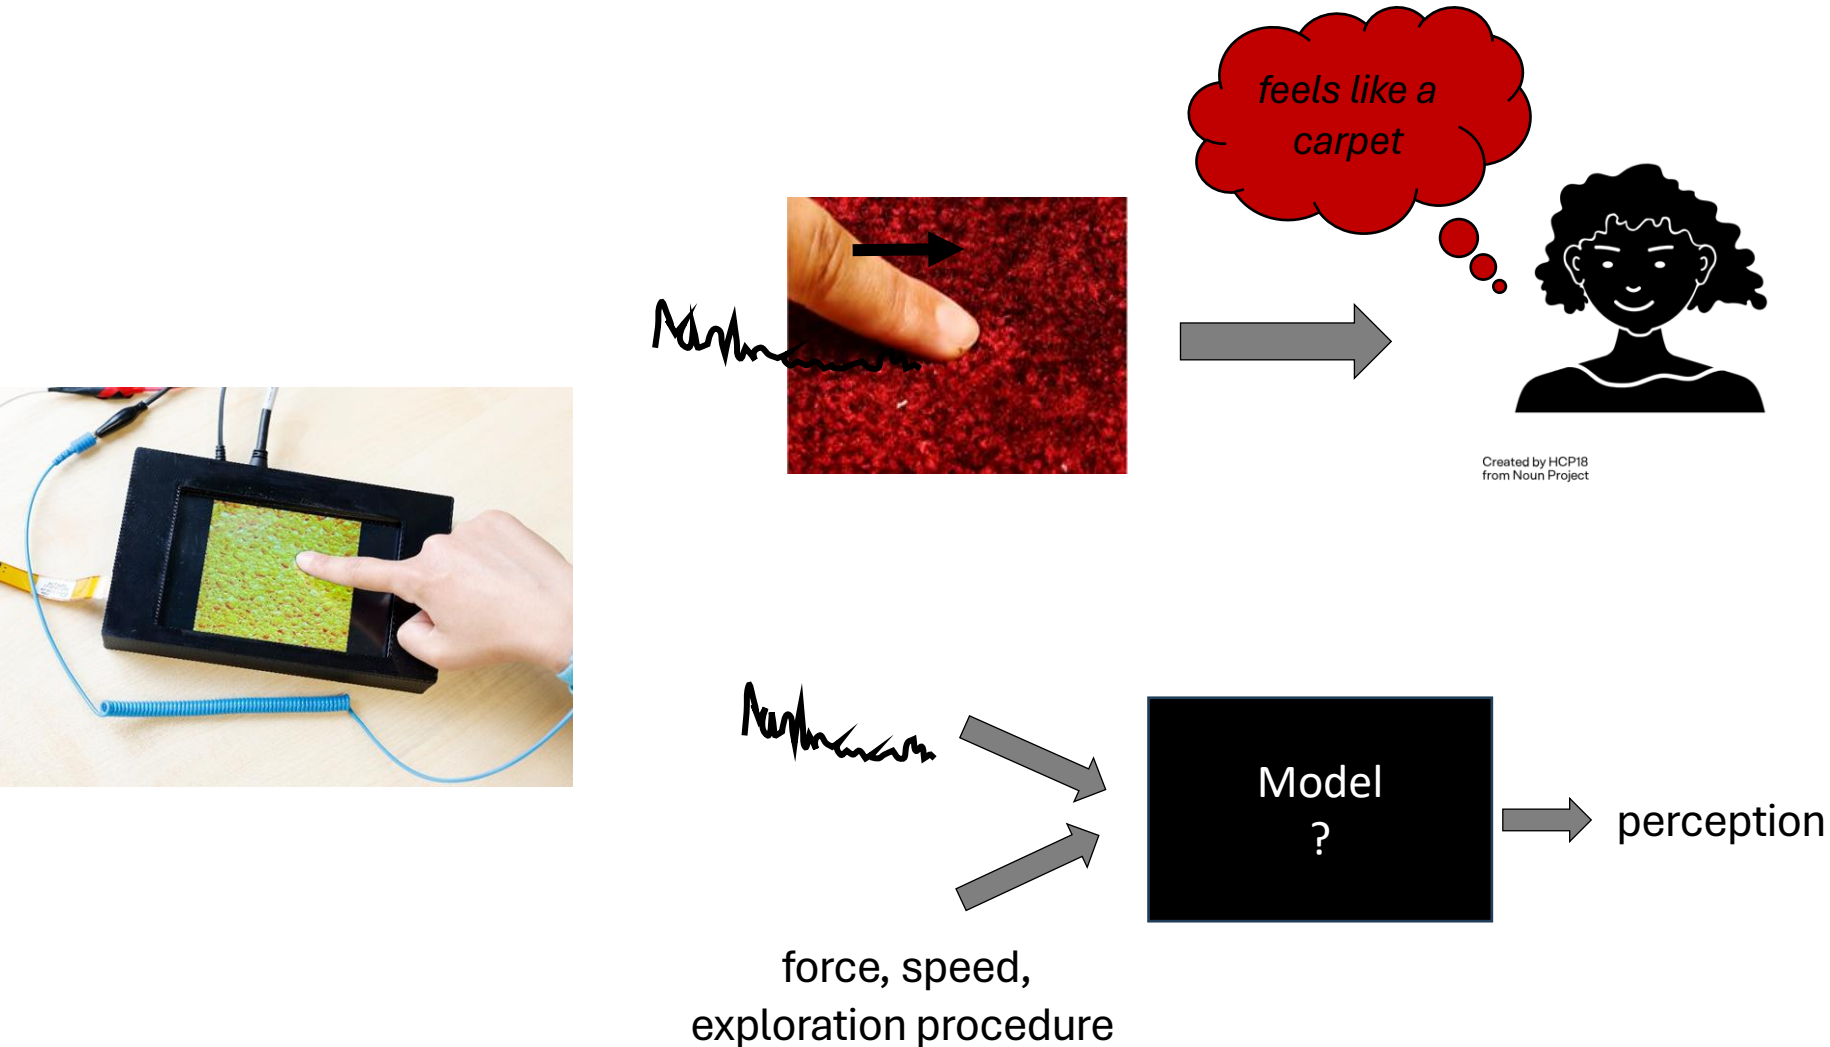 feels like a
carpet
Created by HCP18
from Noun Project
Model
?
perception
force, speed,
exploration procedure